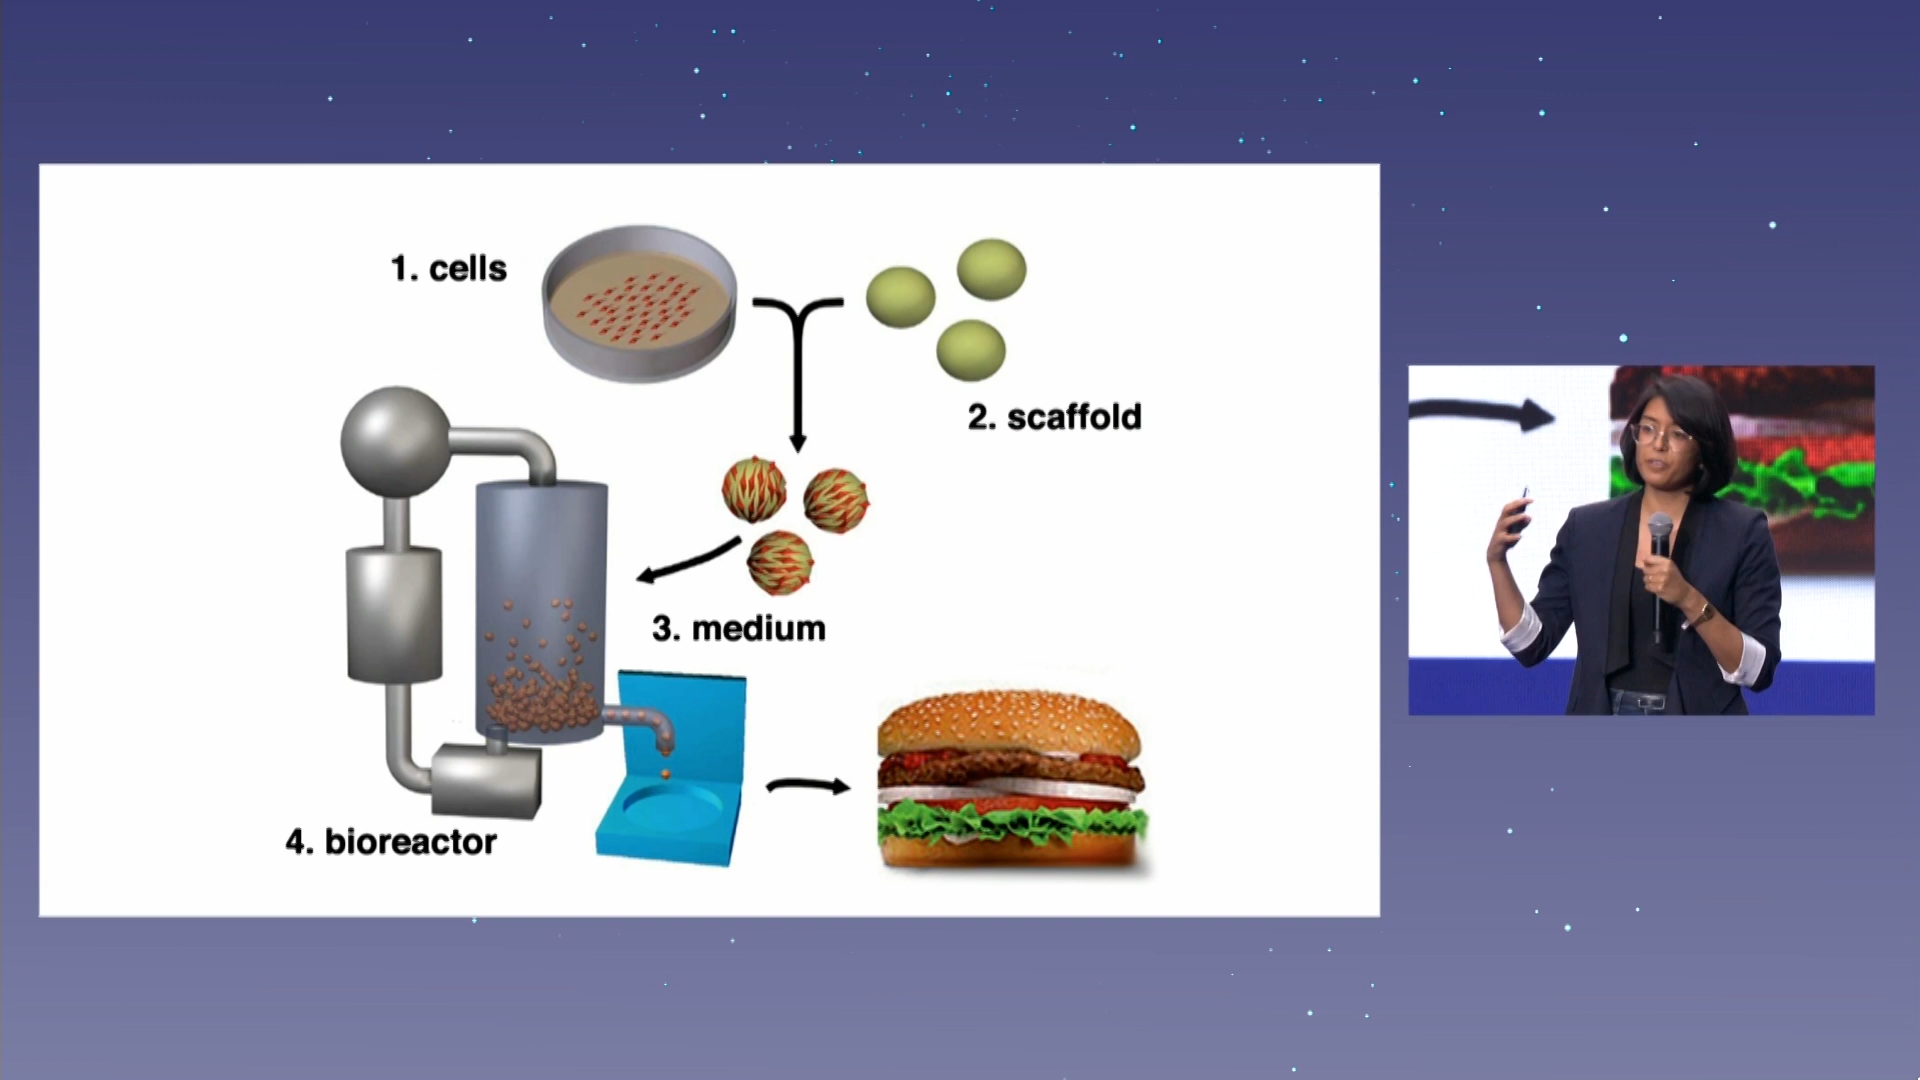 1. cells
2. scaffold
3. medium
4. bioreactor